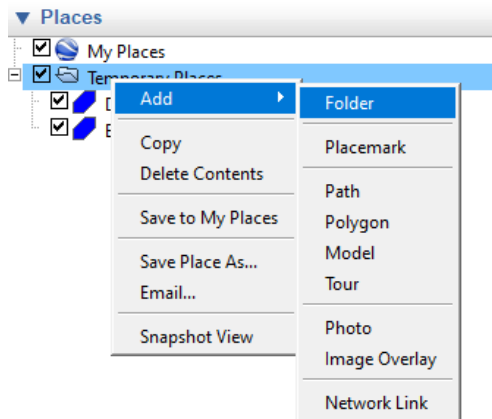 Places
My Places
Temporary Places
Add
Copy
Delete Contents
Save to My Places
Save Place As...
Email...
Snapshot View
Folder
Placemark
Path
Polygon
Model
Tour
Photo
Image Overlay
Network Link